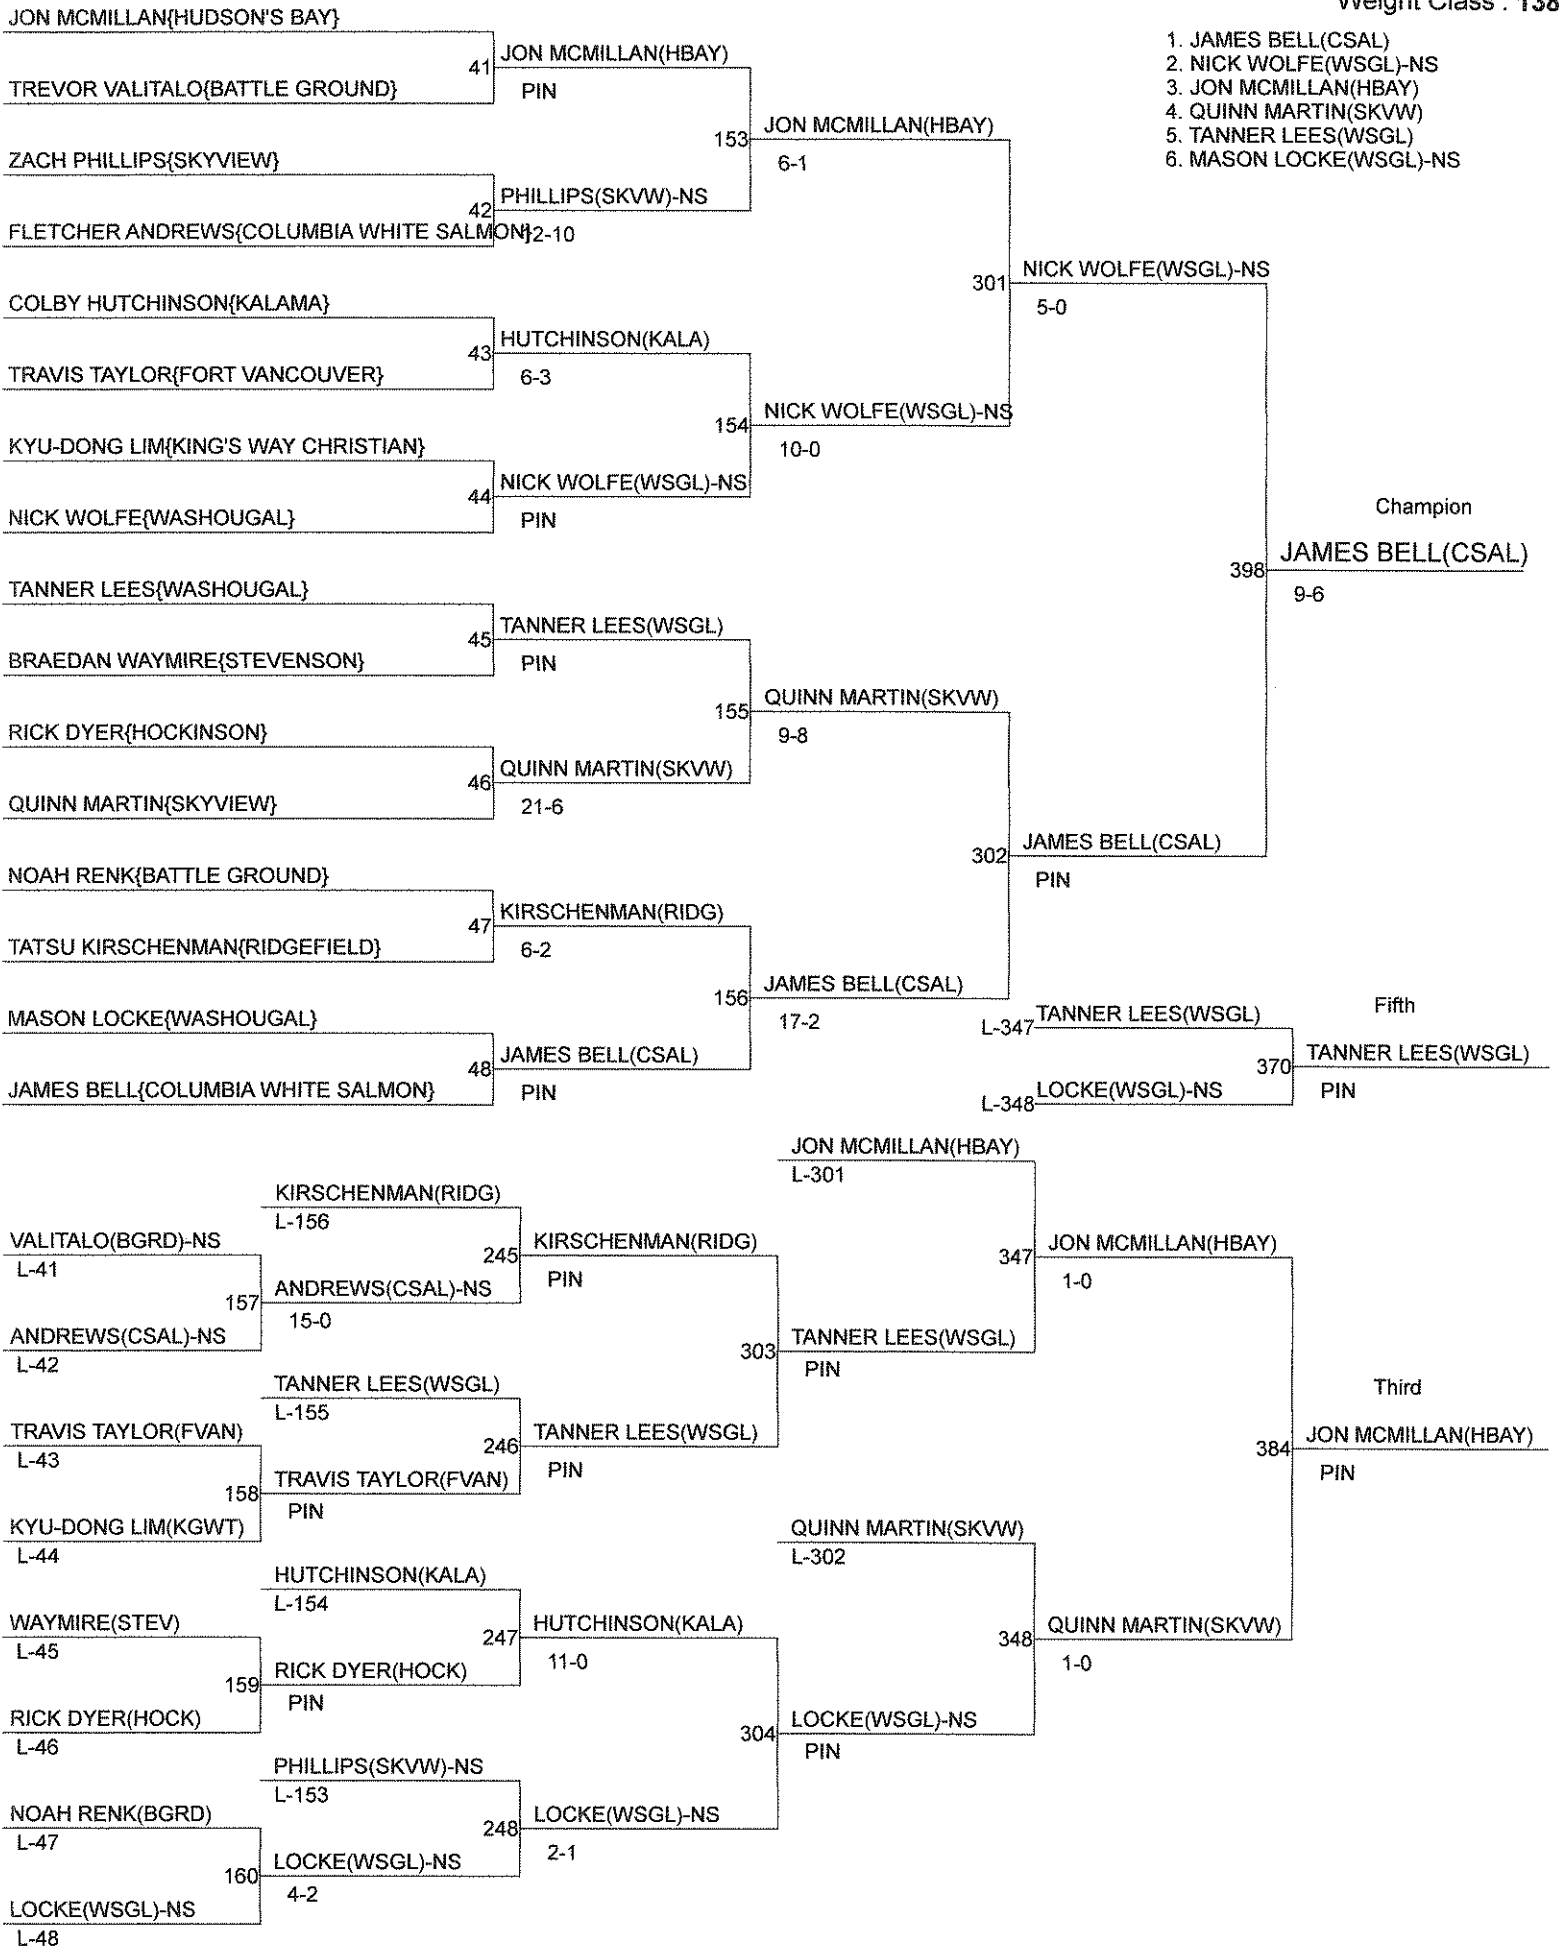 Weight Class : 138
1. JAMES BELL(CSAL)
2. NICK WOLFE(WSGL)-NS
3. JON MCMILLAN(HBAY)
4. QUINN MARTIN(SKVW)
5. TANNER LEES(WSGL)
6. MASON LOCKE(WSGL)-NS
JON MCMILLAN{HUDSON'S BAY}
41 JON MCMILLAN(HBAY)
TREVOR VALITALO{BATTLE GROUND} PIN
153 JON MCMILLAN(HBAY)
6-1
ZACH PHILLIPS{SKYVIEW}
42 PHILLIPS(SKVW)-NS
FLETCHER ANDREWS{COLUMBIA WHITE SALMON} 12-10
301 NICK WOLFE(WSGL)-NS
5-0
COLBY HUTCHINSON{KALAMA}
43 HUTCHINSON(KALA)
TRAVIS TAYLOR{FORT VANCOUVER} 6-3
154 NICK WOLFE(WSGL)-NS
10-0
KYU-DONG LIM{KING'S WAY CHRISTIAN}
44 NICK WOLFE(WSGL)-NS
NICK WOLFE{WASHOUGAL} PIN
Champion
398 JAMES BELL(CSAL)
9-6
TANNER LEES{WASHOUGAL}
45 TANNER LEES(WSGL)
BRAEDAN WAYMIRE{STEVENSON} PIN
155 QUINN MARTIN(SKVW)
9-8
RICK DYER{HOCKINSON}
46 QUINN MARTIN(SKVW)
QUINN MARTIN{SKYVIEW} 21-6
302 JAMES BELL(CSAL)
PIN
NOAH RENK{BATTLE GROUND}
47 KIRSCHENMAN(RIDG)
TATSU KIRSCHENMAN{RIDGEFIELD} 6-2
156 JAMES BELL(CSAL)
17-2
MASON LOCKE{WASHOUGAL}
48 JAMES BELL(CSAL)
JAMES BELL{COLUMBIA WHITE SALMON} PIN
L-347 TANNER LEES(WSGL)
Fifth
370 TANNER LEES(WSGL)
PIN
L-348 LOCKE(WSGL)-NS
JON MCMILLAN(HBAY)
L-301
KIRSCHENMAN(RIDG)
L-156
VALITALO(BGRD)-NS
L-41
245 KIRSCHENMAN(RIDG)
PIN
347 JON MCMILLAN(HBAY)
1-0
157 ANDREWS(CSAL)-NS
15-0
ANDREWS(CSAL)-NS
L-42
303 TANNER LEES(WSGL)
PIN
TANNER LEES(WSGL)
L-155
Third
TRAVIS TAYLOR(FVAN)
L-43
246 TANNER LEES(WSGL)
PIN
384 JON MCMILLAN(HBAY)
PIN
158 TRAVIS TAYLOR(FVAN)
PIN
KYU-DONG LIM(KGWT)
L-44
QUINN MARTIN(SKVW)
L-302
HUTCHINSON(KALA)
L-154
WAYMIRE(STEV)
L-45
247 HUTCHINSON(KALA)
11-0
348 QUINN MARTIN(SKVW)
1-0
159 RICK DYER(HOCK)
PIN
RICK DYER(HOCK)
L-46
304 LOCKE(WSGL)-NS
PIN
PHILLIPS(SKVW)-NS
L-153
NOAH RENK(BGRD)
L-47
248 LOCKE(WSGL)-NS
2-1
160 LOCKE(WSGL)-NS
4-2
LOCKE(WSGL)-NS
L-48